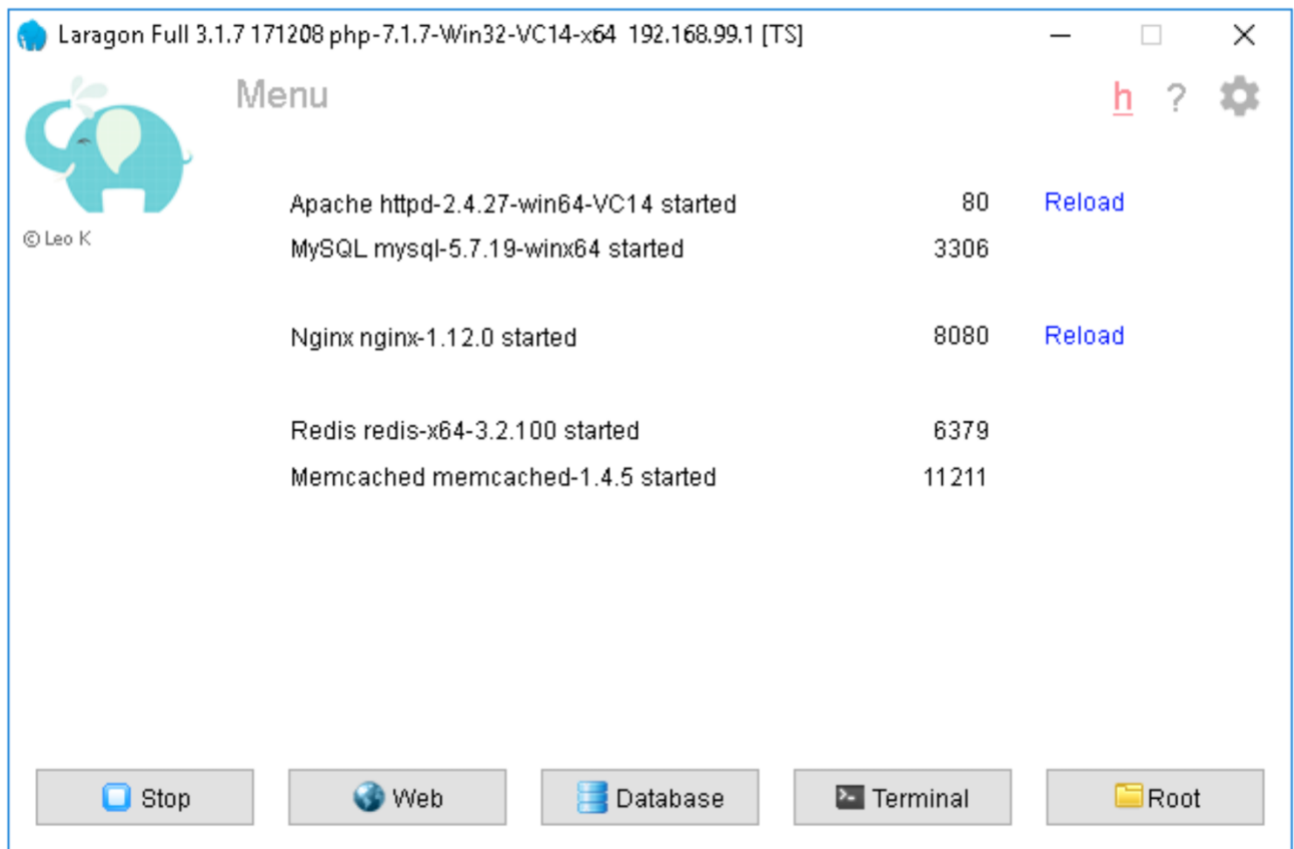 Laragon Full 3.1.7 171208 php-7.1.7-Win32-VC14-x64 192.168.99.1 [TS]
Menu
h ?
© Leo K
Apache httpd-2.4.27-win64-VC14 started 80 Reload
MySQL mysql-5.7.19-winx64 started 3306
Nginx nginx-1.12.0 started 8080 Reload
Redis redis-x64-3.2.100 started 6379
Memcached memcached-1.4.5 started 11211
Stop Web Database Terminal Root